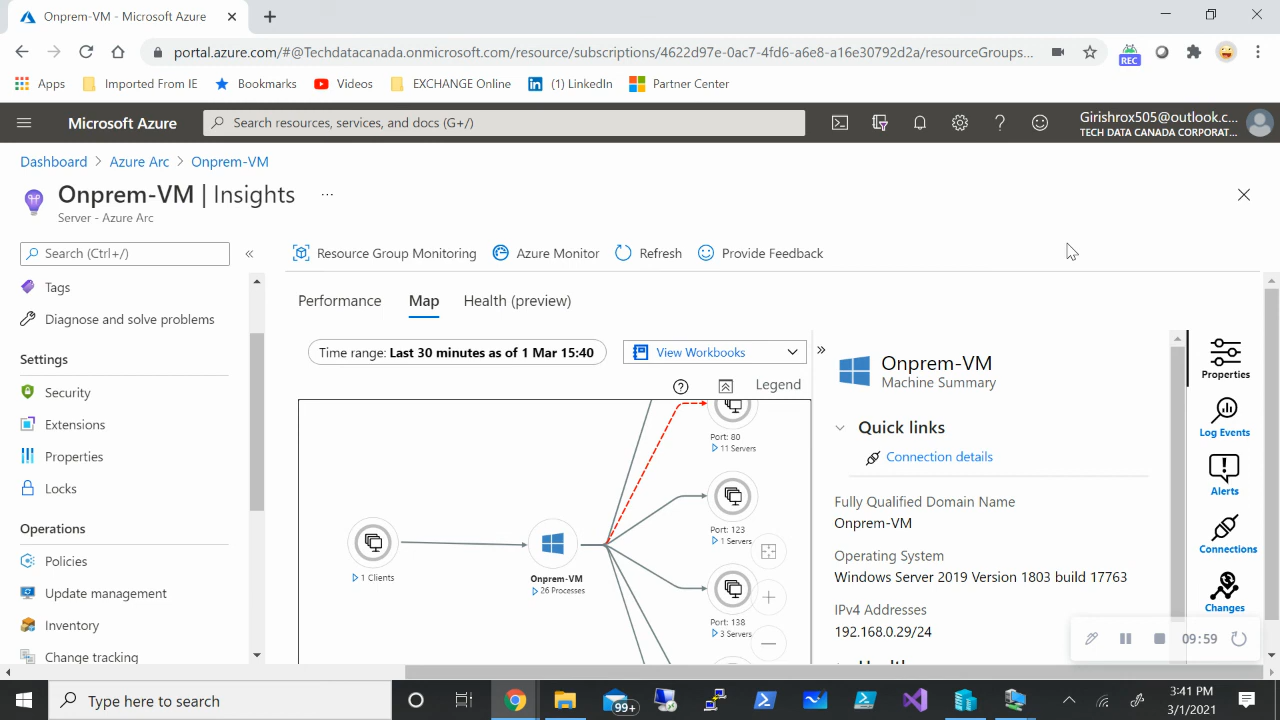 Onprem-VM - Microsoft Azure
portal.azure.com/#@Techdatacanada.onmicrosoft.com/resource/subscriptions/4622d97e-0ac7-4fd6-a6e8-a16e30792d2a/resourceGroups...
REC
Apps
Imported From IE
Bookmarks
Videos
EXCHANGE Online
(1) LinkedIn
Partner Center
Microsoft Azure
Search resources, services, and docs (G+/)
Girishrox505@outlook.c...
TECH DATA CANADA CORPORAT...
Dashboard > Azure Arc > Onprem-VM
Onprem-VM | Insights ...
Server - Azure Arc
Search (Ctrl+/)
«
Resource Group Monitoring
Azure Monitor
Refresh
Provide Feedback
Tags
Diagnose and solve problems
Settings
Security
Extensions
Properties
Locks
Operations
Policies
Update management
Inventory
Change tracking
Performance
Map
Health (preview)
Time range: Last 30 minutes as of 1 Mar 15:40
View Workbooks
»
Legend
Port: 80
11 Servers
Port: 123
1 Servers
1 Clients
Onprem-VM
26 Processes
Port: 138
3 Servers
Onprem-VM
Machine Summary
Quick links
Connection details
Fully Qualified Domain Name
Onprem-VM
Operating System
Windows Server 2019 Version 1803 build 17763
IPv4 Addresses
192.168.0.29/24
Properties
Log Events
Alerts
Connections
Changes
09:59
Type here to search
99+
3:41 PM
3/1/2021